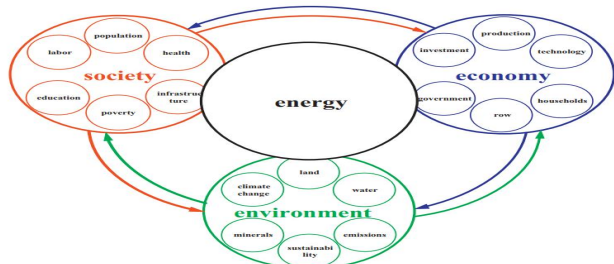 population
labor
health
society
education
infrastruc
ture
poverty
energy
production
investment
technology
economy
government
households
row
land
climate
change
water
environment
minerals
emissions
sustainabi
lity